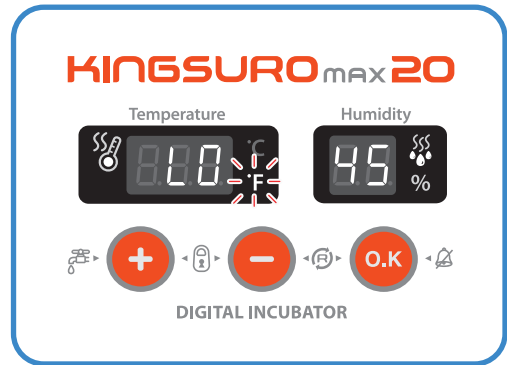 KINGSURO max 20
Temperature Humidity
LO °C °F 45 %
+ R - O.K
DIGITAL INCUBATOR